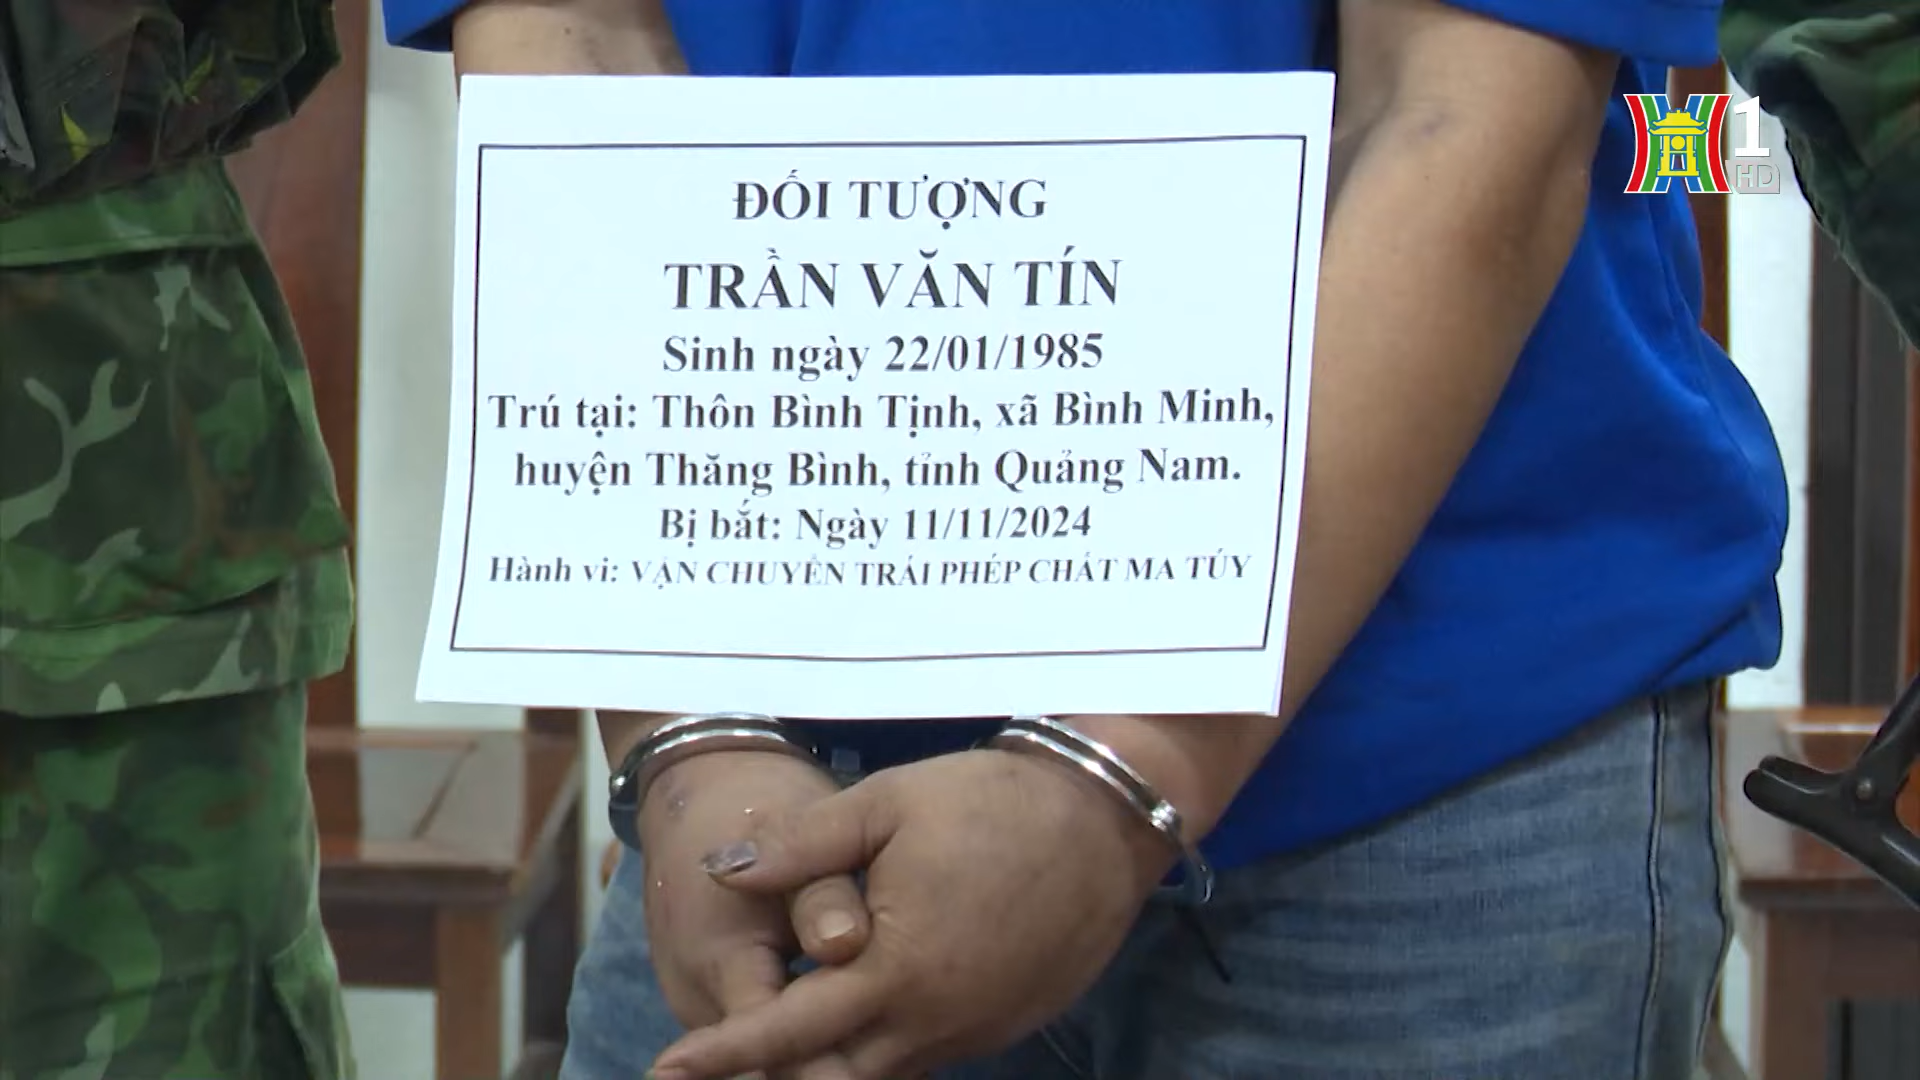 ĐỐI TƯỢNG
TRẦN VĂN TÍN
Sinh ngày 22/01/1985
Trú tại: Thôn Bình Tịnh, xã Bình Minh,
huyện Thăng Bình, tỉnh Quảng Nam.
Bị bắt: Ngày 11/11/2024
Hành vi: VẬN CHUYỂN TRÁI PHÉP CHẤT MA TÚY
H1
HD